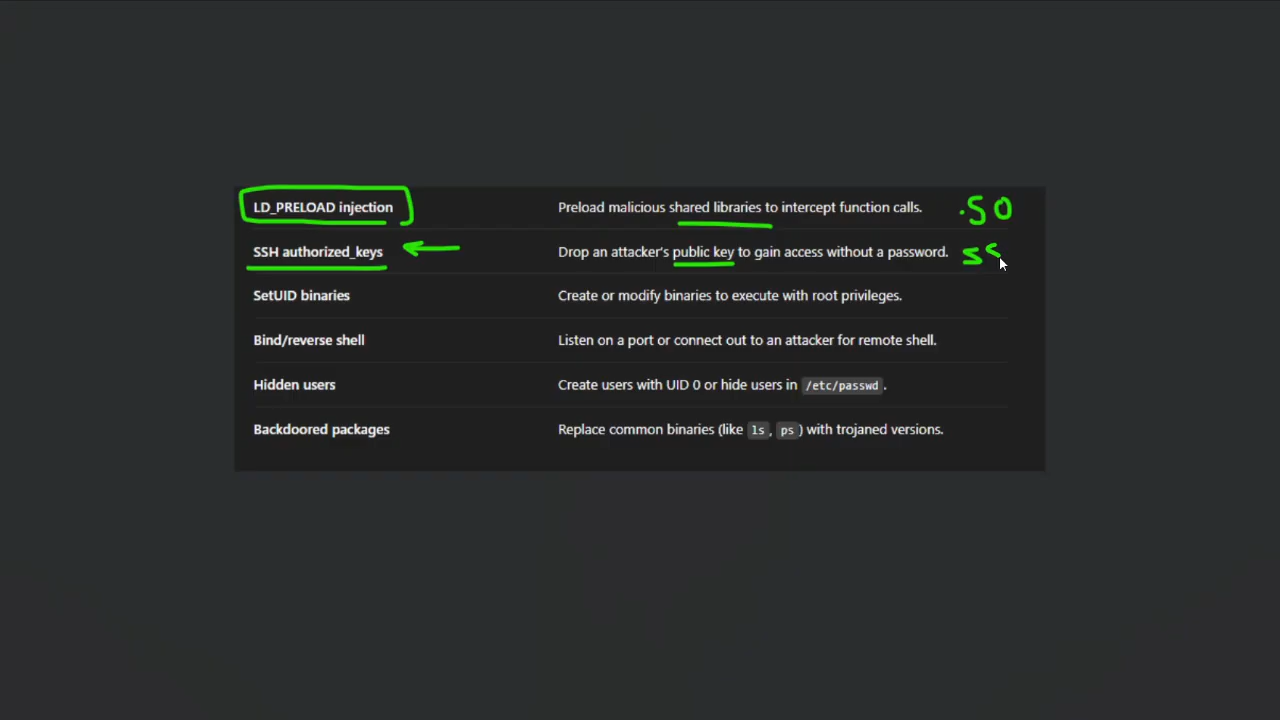 LD_PRELOAD injection Preload malicious shared libraries to intercept function calls. .SO
SSH authorized_keys Drop an attacker's public key to gain access without a password. SS
SetUID binaries Create or modify binaries to execute with root privileges.
Bind/reverse shell Listen on a port or connect out to an attacker for remote shell.
Hidden users Create users with UID 0 or hide users in /etc/passwd.
Backdoored packages Replace common binaries (like ls, ps) with trojaned versions.